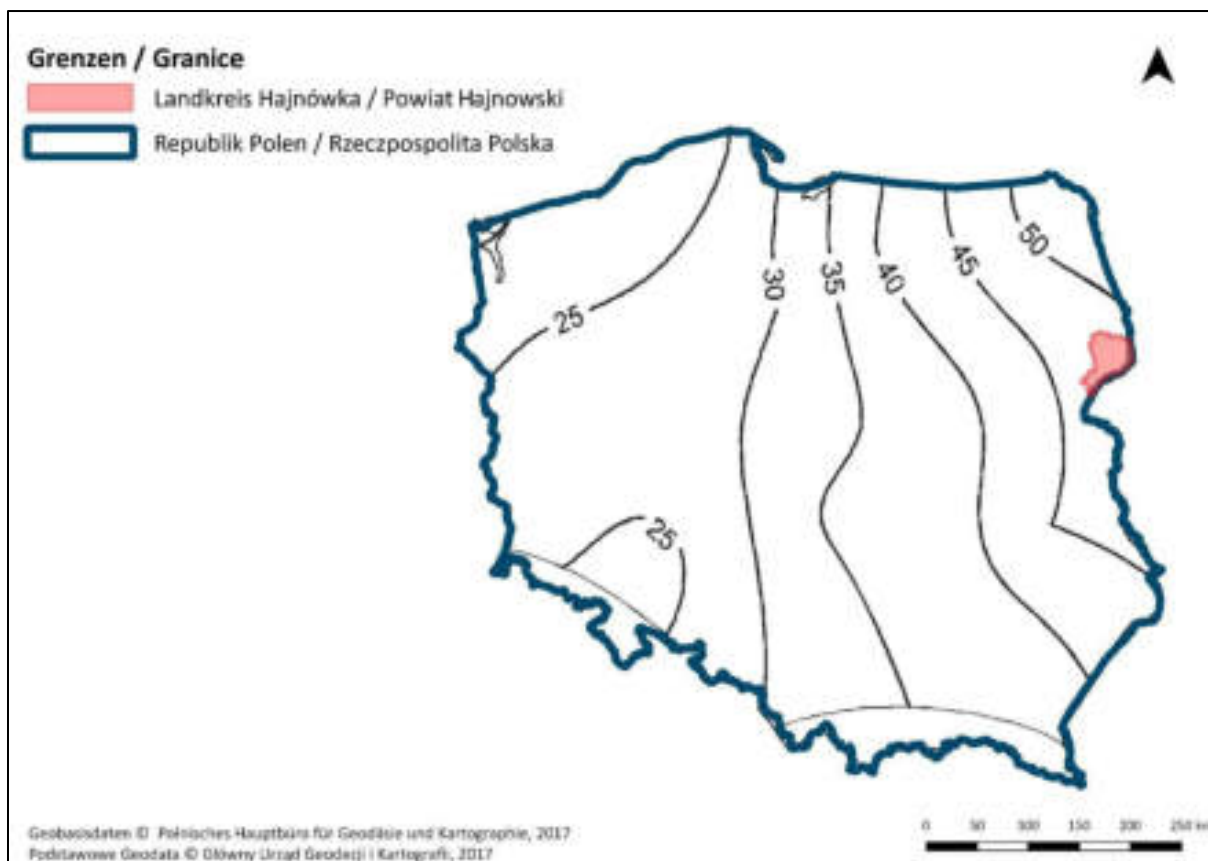 Grenzen / Granice
Landkreis Hajnówka / Powiat Hajnowski
Republik Polen / Rzeczpospolita Polska
25
30
35
40
45
50
25
Geobasisdaten © Polnisches Hauptbüro für Geodäsie und Kartographie, 2017
Podstawowe Geodata © Główny Urząd Geodezji i Kartografii, 2017
0 50 100 150 200 250 km